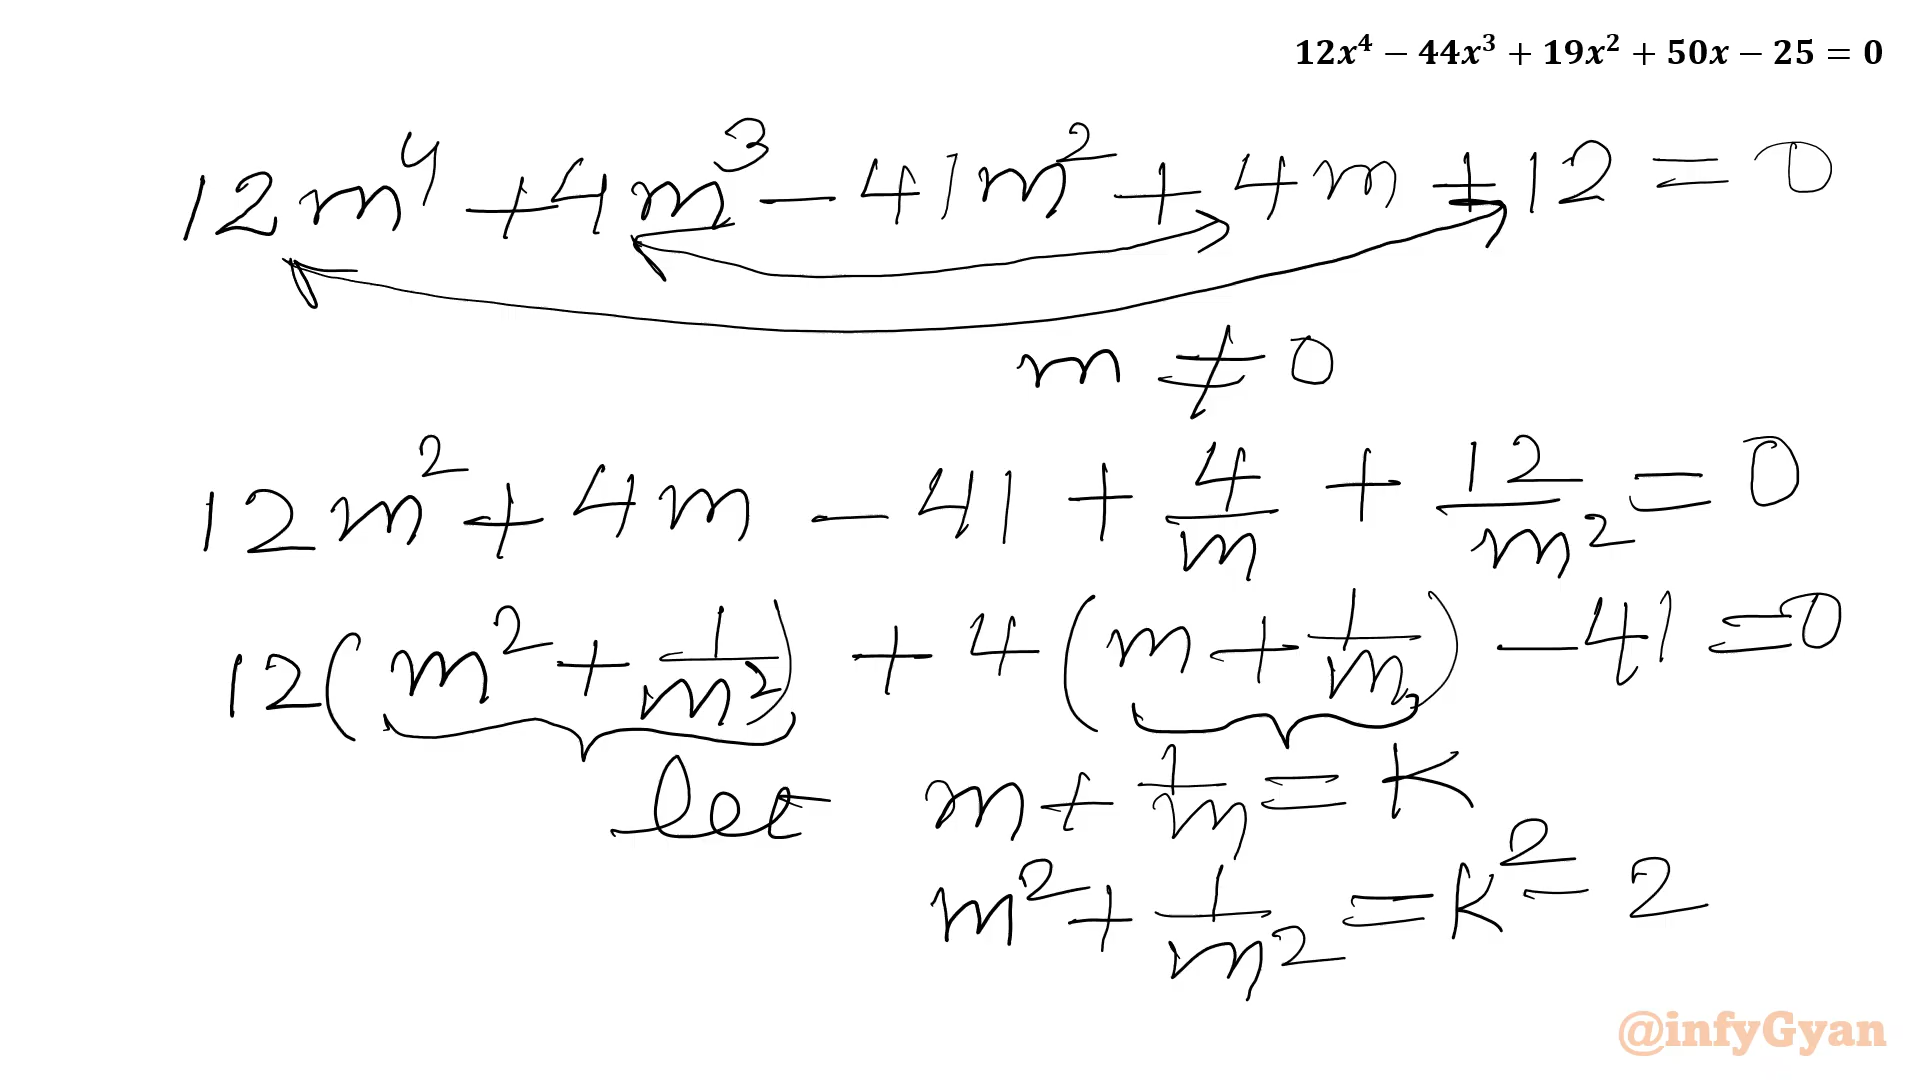 12x⁴ − 44x³ + 19x² + 50x − 25 = 0
12m⁴ + 4m³ − 41m² + 4m + 12 = 0
m ≠ 0
12m² + 4m − 41 + 4/m + 12/m² = 0
12(m² + 1/m²) + 4(m + 1/m) − 41 = 0
let m + 1/m = K
m² + 1/m² = K² − 2
@infyGyan